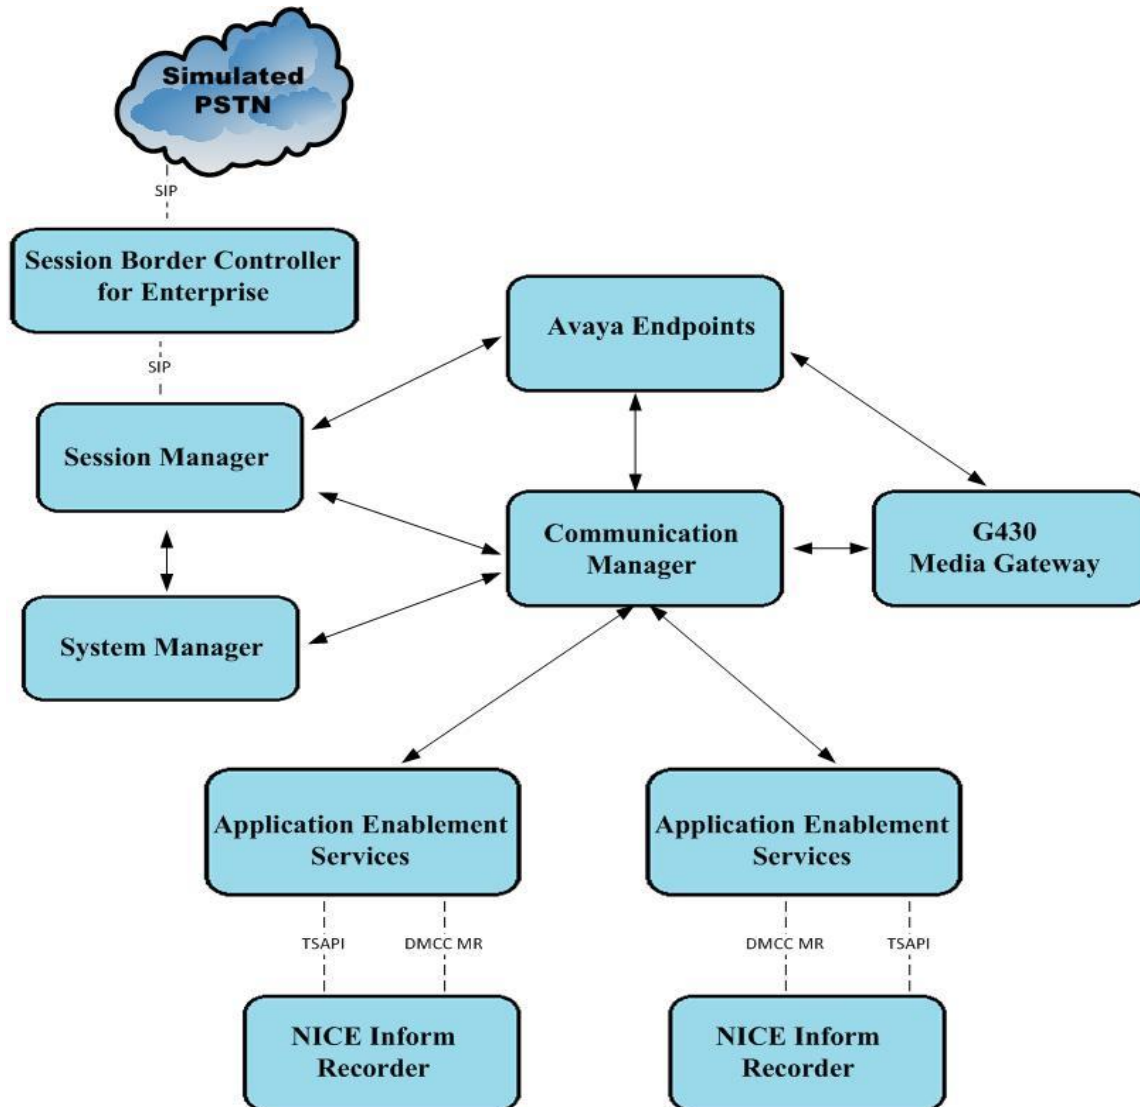 Simulated
PSTN
SIP
Session Border Controller
for Enterprise
SIP
Avaya Endpoints
Session Manager
Communication
Manager
G430
Media Gateway
System Manager
Application Enablement
Services
Application Enablement
Services
TSAPI
DMCC MR
DMCC MR
TSAPI
NICE Inform
Recorder
NICE Inform
Recorder